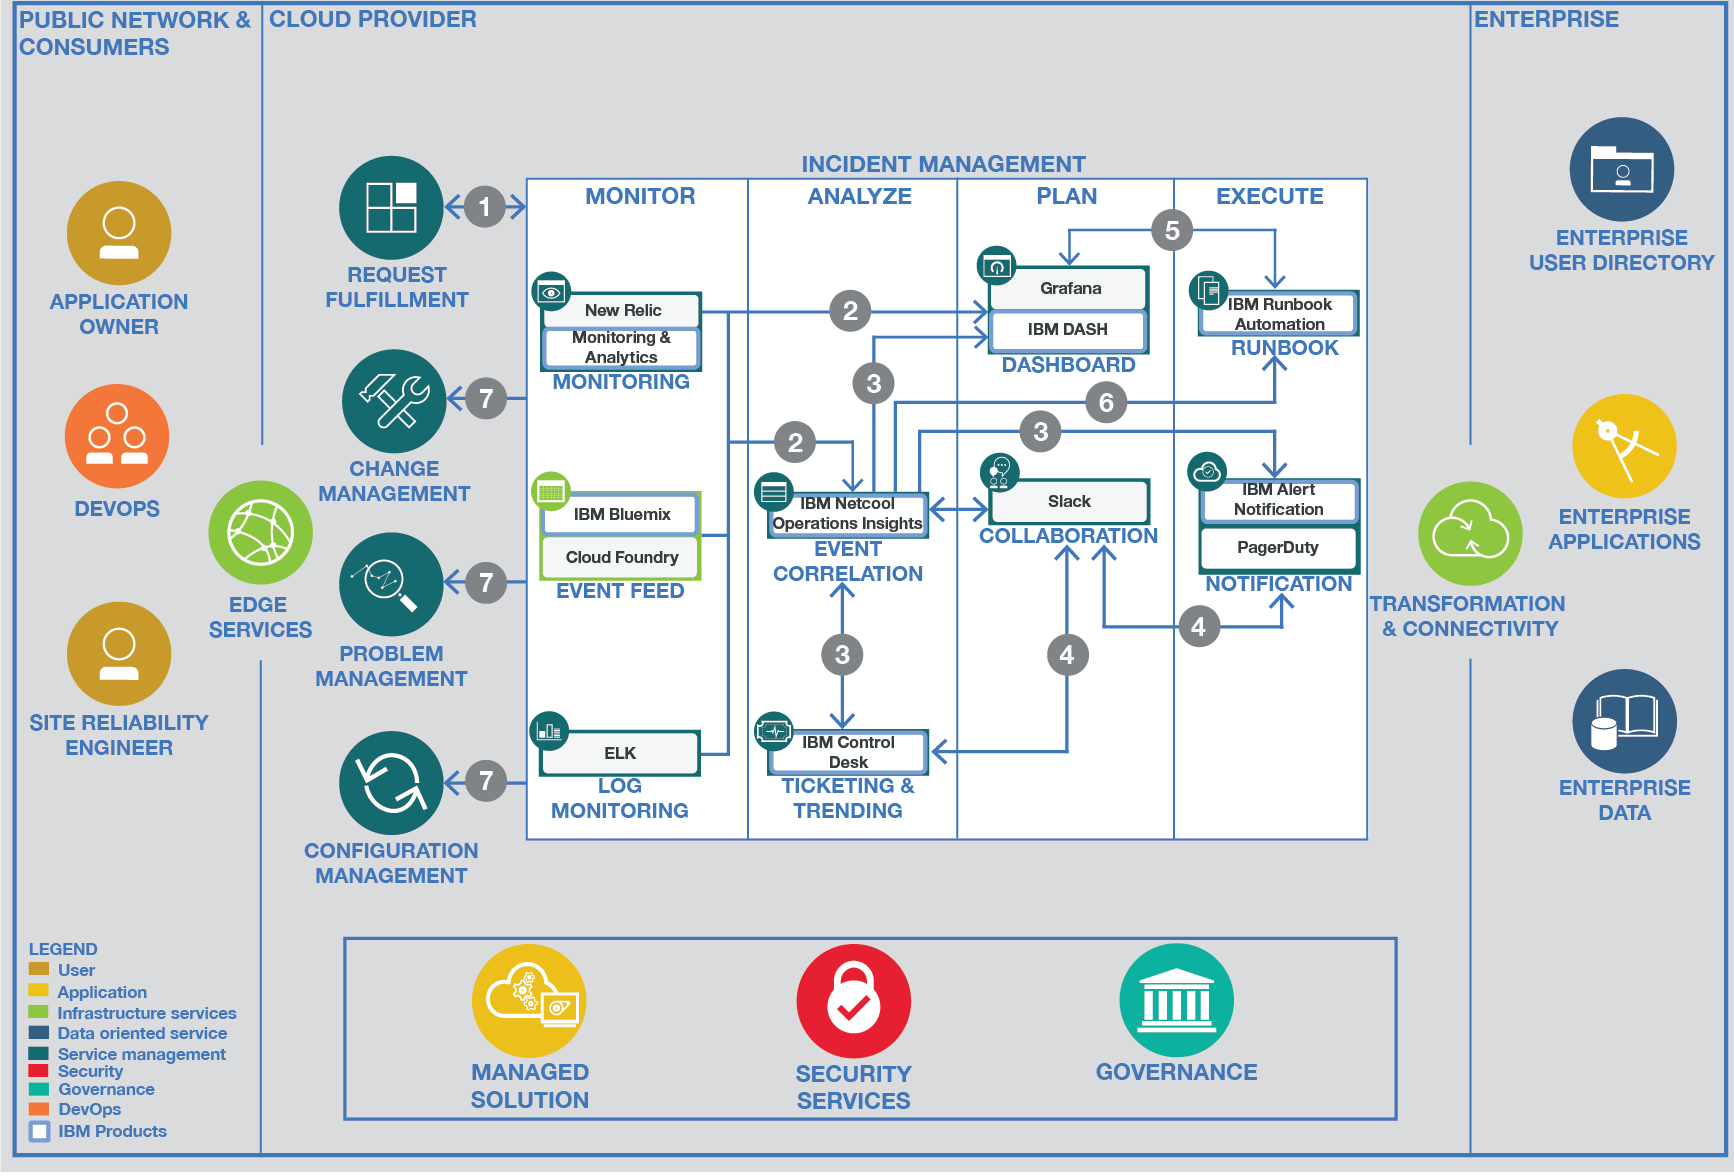 PUBLIC NETWORK &
CONSUMERS
CLOUD PROVIDER
ENTERPRISE
APPLICATION
OWNER
DEVOPS
SITE RELIABILITY
ENGINEER
EDGE
SERVICES
REQUEST
FULFILLMENT
CHANGE
MANAGEMENT
PROBLEM
MANAGEMENT
CONFIGURATION
MANAGEMENT
1
7
7
7
INCIDENT MANAGEMENT
MONITOR
ANALYZE
PLAN
EXECUTE
New Relic
Monitoring &
Analytics
MONITORING
IBM Bluemix
Cloud Foundry
EVENT FEED
ELK
LOG
MONITORING
2
2
3
3
3
4
4
5
6
IBM Netcool
Operations Insights
EVENT
CORRELATION
IBM Control
Desk
TICKETING &
TRENDING
Grafana
IBM DASH
DASHBOARD
Slack
COLLABORATION
IBM Runbook
Automation
RUNBOOK
IBM Alert
Notification
PagerDuty
NOTIFICATION
TRANSFORMATION
& CONNECTIVITY
ENTERPRISE
USER DIRECTORY
ENTERPRISE
APPLICATIONS
ENTERPRISE
DATA
LEGEND
User
Application
Infrastructure services
Data oriented service
Service management
Security
Governance
DevOps
IBM Products
MANAGED
SOLUTION
SECURITY
SERVICES
GOVERNANCE